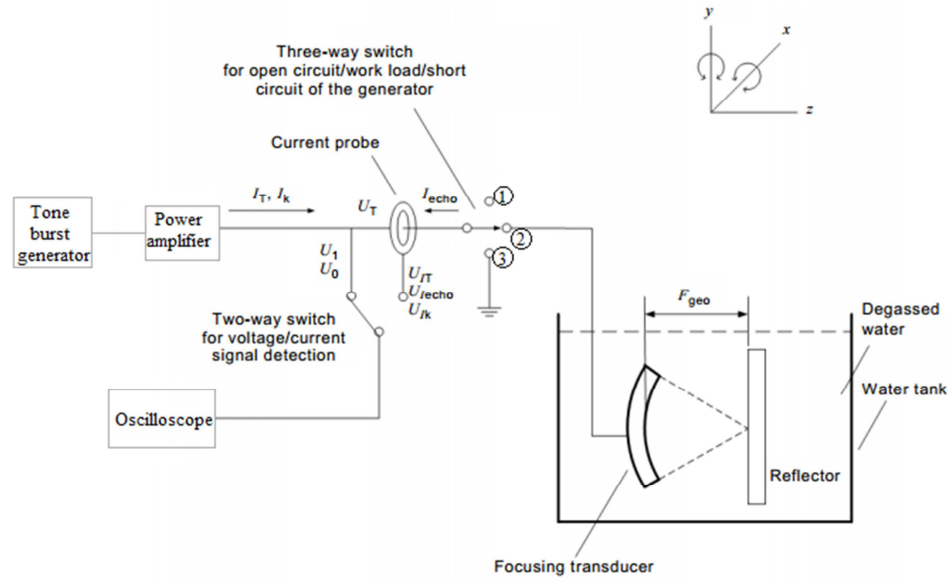 y
x
z
Three-way switch
for open circuit/work load/short
circuit of the generator
Current probe
I_T, I_k
U_T
I_echo
①
②
③
Tone
burst
generator
Power
amplifier
U_1
U_0
U_IT
U_Iecho
U_Ik
Two-way switch
for voltage/current
signal detection
Oscilloscope
F_geo
Degassed
water
Water tank
Reflector
Focusing transducer